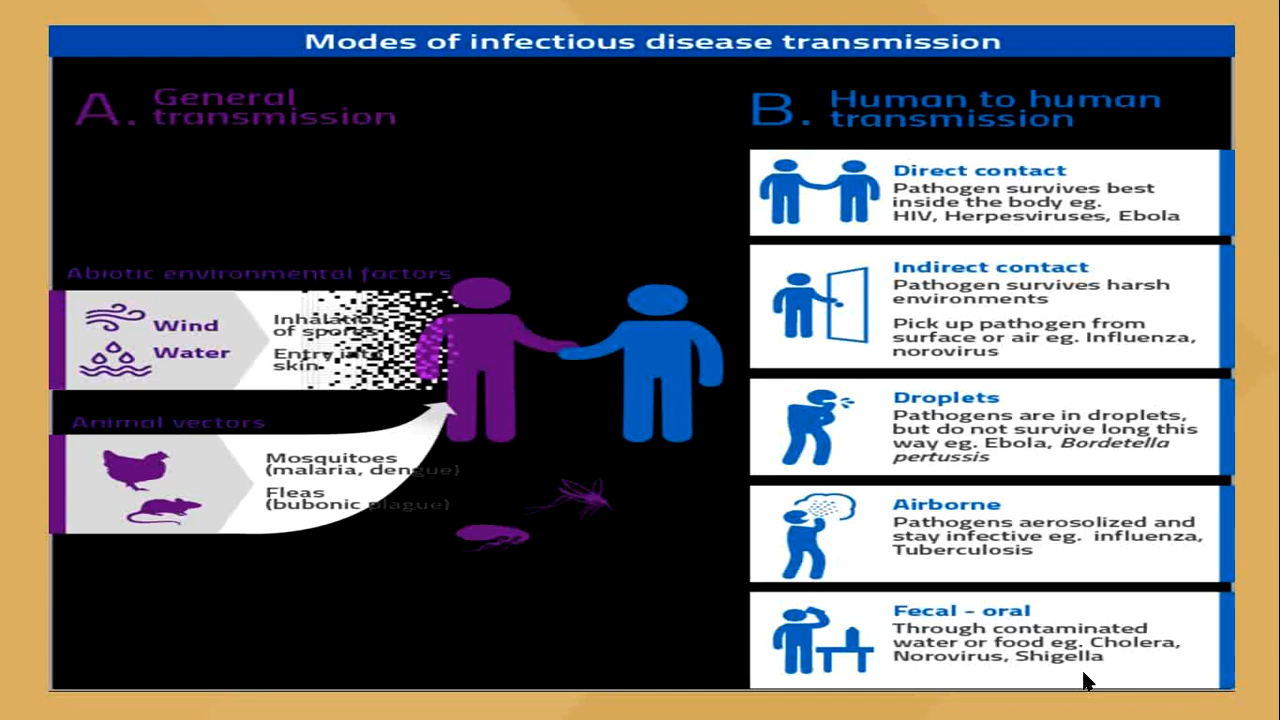 Modes of infectious disease transmission
A. General
transmission
Abiotic environmental factors
Wind
Water
Inhalation
of spores
Entry into
skin
Animal vectors
Mosquitoes
(malaria, dengue)
Fleas
(bubonic plague)
B. Human to human
transmission
Direct contact
Pathogen survives best
inside the body eg.
HIV, Herpesviruses, Ebola
Indirect contact
Pathogen survives harsh
environments
Pick up pathogen from
surface or air eg. Influenza,
norovirus
Droplets
Pathogens are in droplets,
but do not survive long this
way eg. Ebola, Bordetella
pertussis
Airborne
Pathogens aerosolized and
stay infective eg. influenza,
Tuberculosis
Fecal - oral
Through contaminated
water or food eg. Cholera,
Norovirus, Shigella